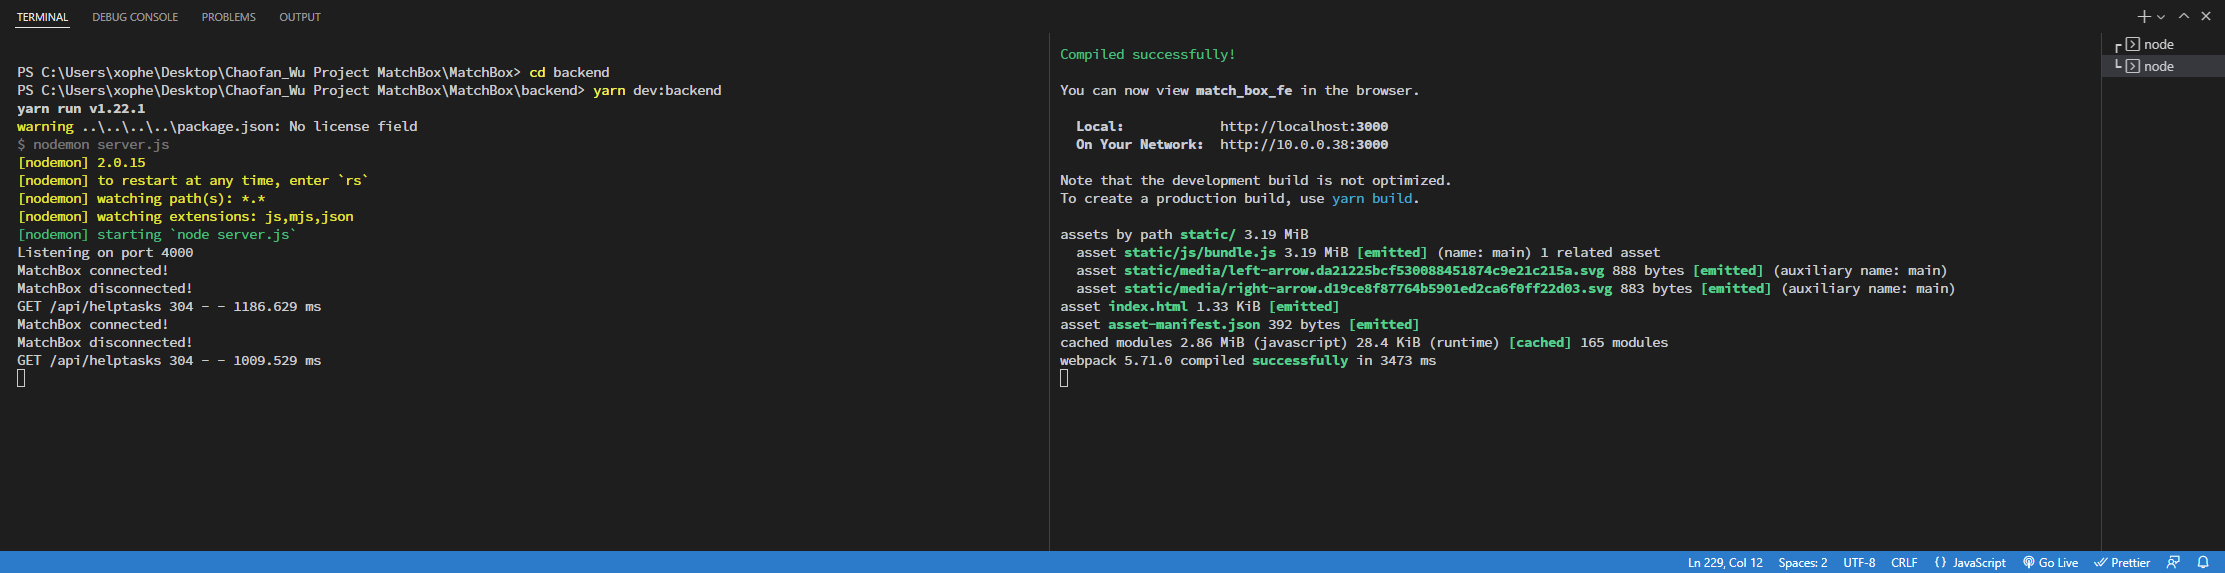 TERMINAL DEBUG CONSOLE PROBLEMS OUTPUT
PS C:\Users\xophe\Desktop\Chaofan_Wu Project MatchBox\MatchBox> cd backend
PS C:\Users\xophe\Desktop\Chaofan_Wu Project MatchBox\MatchBox\backend> yarn dev:backend
yarn run v1.22.1
warning ..\..\..\..\package.json: No license field
$ nodemon server.js
[nodemon] 2.0.15
[nodemon] to restart at any time, enter `rs`
[nodemon] watching path(s): *.*
[nodemon] watching extensions: js,mjs,json
[nodemon] starting `node server.js`
Listening on port 4000
MatchBox connected!
MatchBox disconnected!
GET /api/helptasks 304 - - 1186.629 ms
MatchBox connected!
MatchBox disconnected!
GET /api/helptasks 304 - - 1009.529 ms
Compiled successfully!
You can now view match_box_fe in the browser.
Local: http://localhost:3000
On Your Network: http://10.0.0.38:3000
Note that the development build is not optimized.
To create a production build, use yarn build.
assets by path static/ 3.19 MiB
asset static/js/bundle.js 3.19 MiB [emitted] (name: main) 1 related asset
asset static/media/left-arrow.da21225bcf530088451874c9e21c215a.svg 888 bytes [emitted] (auxiliary name: main)
asset static/media/right-arrow.d19ce8f87764b5901ed2ca6f0ff22d03.svg 883 bytes [emitted] (auxiliary name: main)
asset index.html 1.33 KiB [emitted]
asset asset-manifest.json 392 bytes [emitted]
cached modules 2.86 MiB (javascript) 28.4 KiB (runtime) [cached] 165 modules
webpack 5.71.0 compiled successfully in 3473 ms
node
node
Ln 229, Col 12 Spaces: 2 UTF-8 CRLF {} JavaScript Go Live Prettier